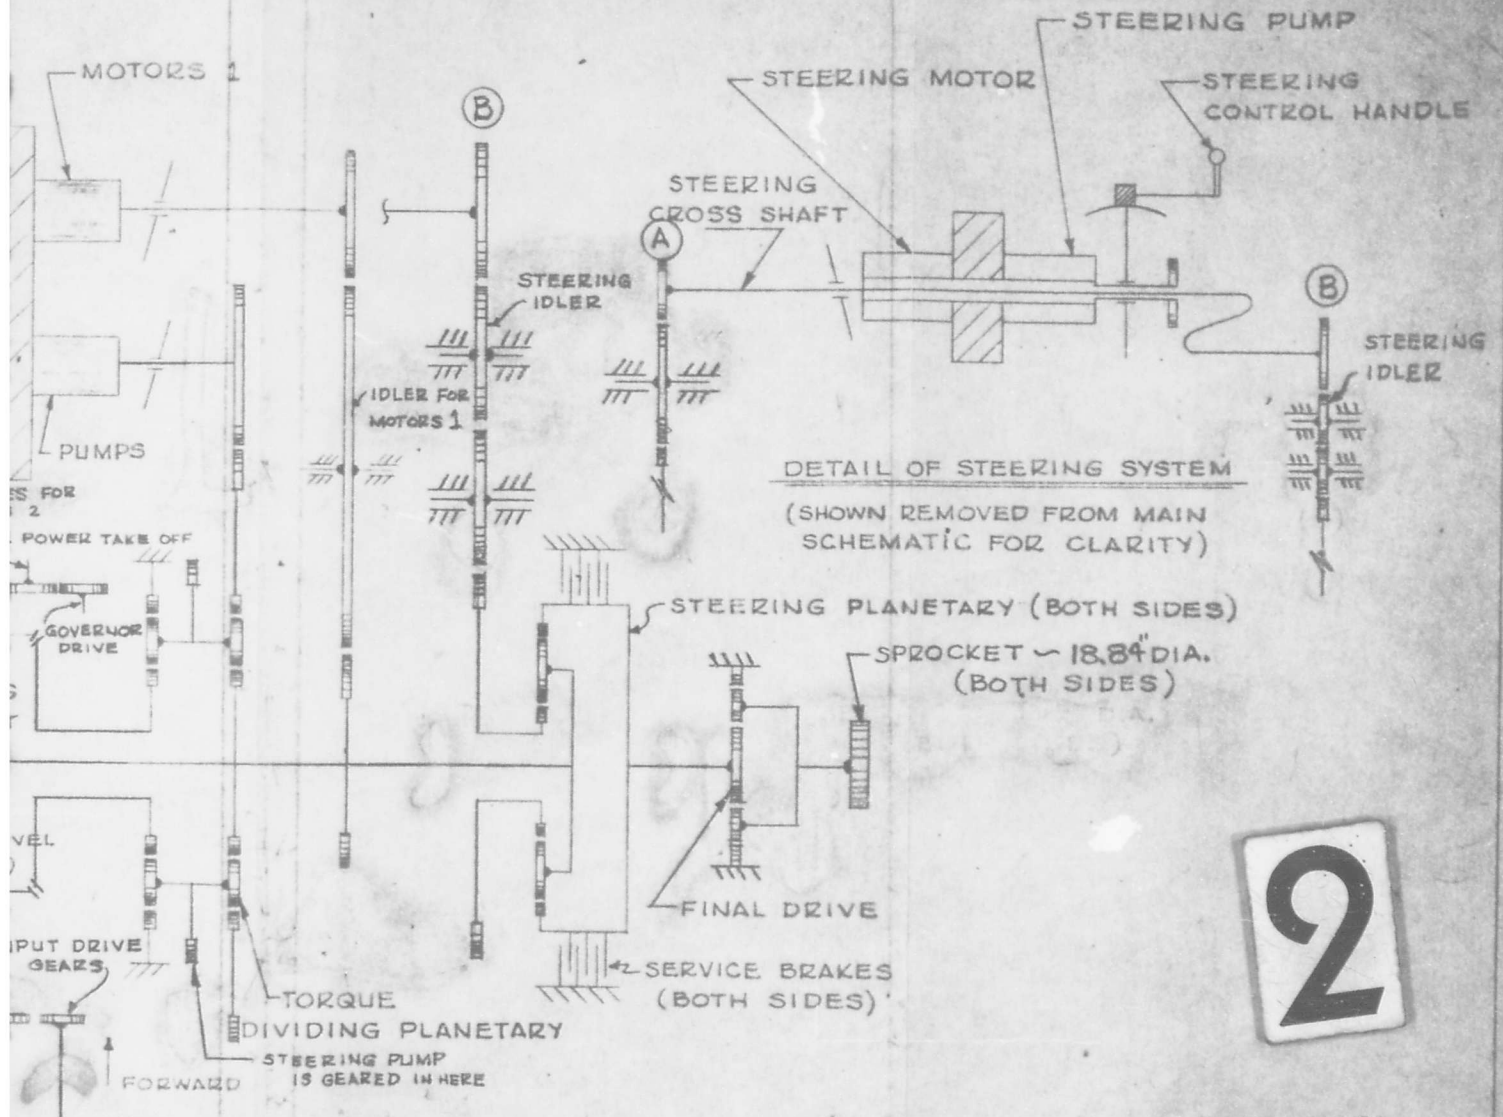 STEERING PUMP
MOTORS 1
STEERING MOTOR
STEERING
CONTROL HANDLE
B
STEERING
CROSS SHAFT
A
STEERING
IDLER
B
STEERING
IDLER
IDLER FOR
MOTORS 1
PUMPS
DETAIL OF STEERING SYSTEM
(SHOWN REMOVED FROM MAIN
SCHEMATIC FOR CLARITY)
FOR
2
POWER TAKE OFF
GOVERNOR
DRIVE
STEERING PLANETARY (BOTH SIDES)
SPROCKET ~ 18.84" DIA.
(BOTH SIDES)
VEL
FINAL DRIVE
PUT DRIVE
GEARS
SERVICE BRAKES
(BOTH SIDES)
TORQUE
DIVIDING PLANETARY
STEERING PUMP
IS GEARED IN HERE
FORWARD
2